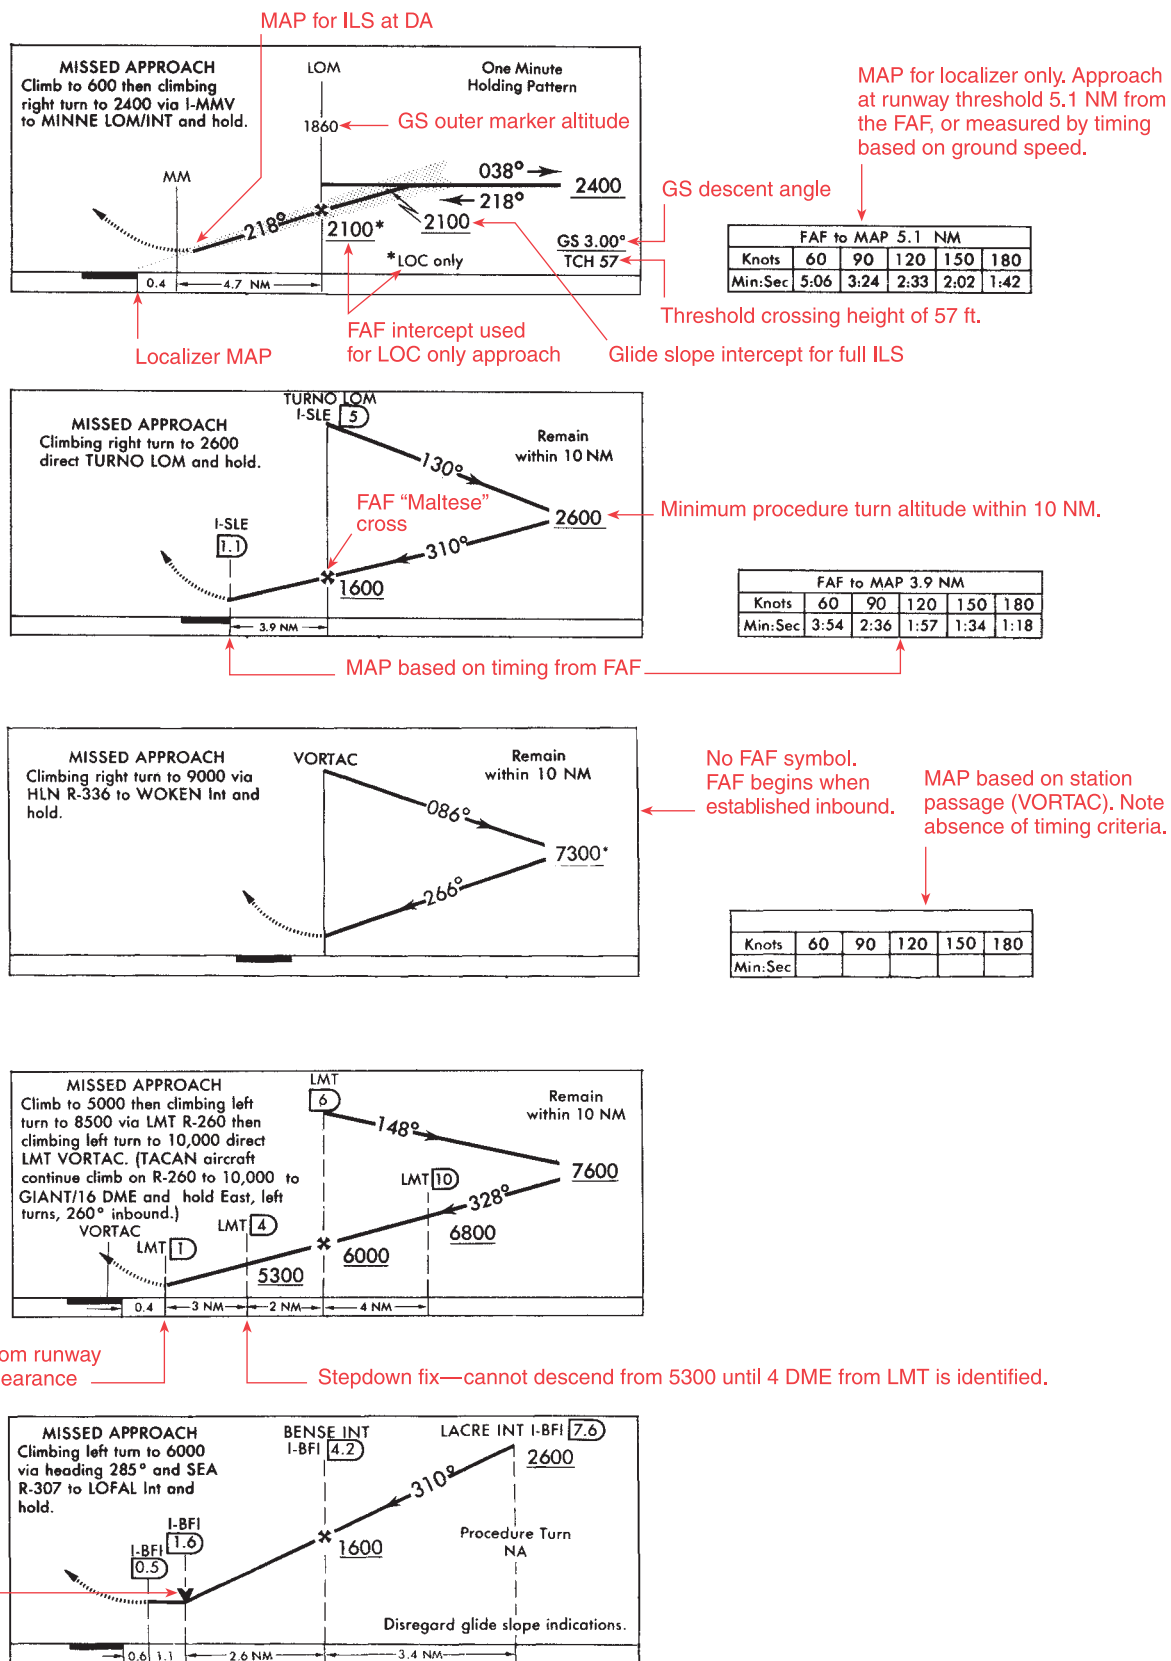 MAP for ILS at DA
MISSED APPROACH
Climb to 600 then climbing
right turn to 2400 via I-MMV
to MINNE LOM/INT and hold.
LOM
One Minute
Holding Pattern
1860
GS outer marker altitude
MM
038°
218°
2400
218°
2100*
2100
*LOC only
GS 3.00°
TCH 57
0.4
4.7 NM
GS descent angle
MAP for localizer only. Approach
at runway threshold 5.1 NM from
the FAF, or measured by timing
based on ground speed.
FAF to MAP 5.1 NM
Knots 60 90 120 150 180
Min:Sec 5:06 3:24 2:33 2:02 1:42
Threshold crossing height of 57 ft.
Localizer MAP
FAF intercept used
for LOC only approach
Glide slope intercept for full ILS
MISSED APPROACH
Climbing right turn to 2600
direct TURNO LOM and hold.
TURNO LOM
I-SLE 5
Remain
within 10 NM
130°
FAF “Maltese”
cross
2600
Minimum procedure turn altitude within 10 NM.
I-SLE
1.1
310°
1600
3.9 NM
FAF to MAP 3.9 NM
Knots 60 90 120 150 180
Min:Sec 3:54 2:36 1:57 1:34 1:18
MAP based on timing from FAF
MISSED APPROACH
Climbing right turn to 9000 via
HLN R-336 to WOKEN Int and
hold.
VORTAC
Remain
within 10 NM
086°
7300*
266°
No FAF symbol.
FAF begins when
established inbound.
MAP based on station
passage (VORTAC). Note
absence of timing criteria.
Knots 60 90 120 150 180
Min:Sec
MISSED APPROACH
Climb to 5000 then climbing left
turn to 8500 via LMT R-260 then
climbing left turn to 10,000 direct
LMT VORTAC. (TACAN aircraft
continue climb on R-260 to 10,000 to
GIANT/16 DME and hold East, left
turns, 260° inbound.)
LMT
6
Remain
within 10 NM
148°
7600
LMT 10
328°
6800
VORTAC
LMT 1
LMT 4
6000
5300
0.4
3 NM
2 NM
4 NM
om runway
earance
Stepdown fix—cannot descend from 5300 until 4 DME from LMT is identified.
MISSED APPROACH
Climbing left turn to 6000
via heading 285° and SEA
R-307 to LOFAL Int and
hold.
BENSE INT
I-BFI 4.2
LACRE INT I-BFI 7.6
2600
310°
I-BFI
1.6
I-BFI
0.5
1600
Procedure Turn
NA
Disregard glide slope indications.
0.6
1.1
2.6 NM
3.4 NM